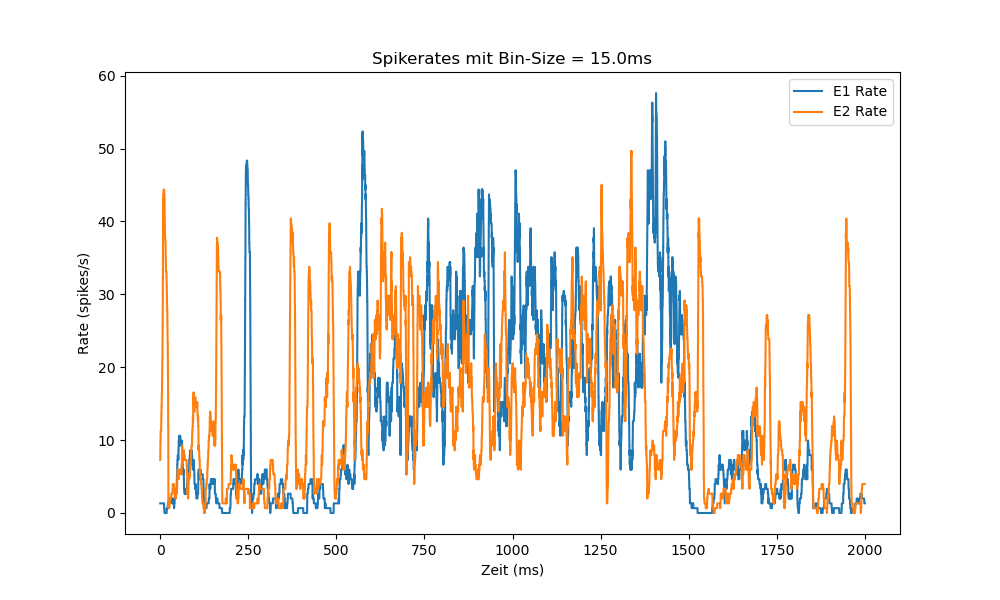 Spikerates mit Bin-Size = 15.0ms
E1 Rate
E2 Rate
60
50
40
30
20
10
0
Rate (spikes/s)
0 250 500 750 1000 1250 1500 1750 2000
Zeit (ms)